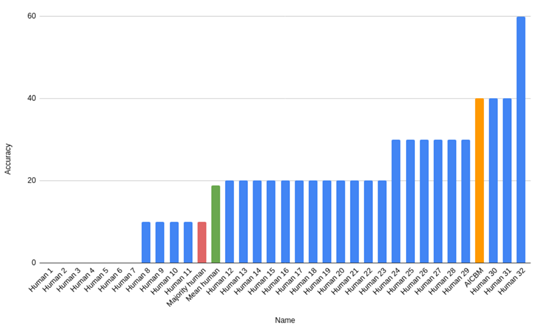 60
40
20
0
Accuracy
Human 1
Human 2
Human 3
Human 4
Human 5
Human 6
Human 7
Human 8
Human 9
Human 10
Human 11
Majority human
Mean human
Human 12
Human 13
Human 14
Human 15
Human 16
Human 17
Human 18
Human 19
Human 20
Human 21
Human 22
Human 23
Human 24
Human 25
Human 26
Human 27
Human 28
Human 29
AICBM
Human 30
Human 31
Human 32
Name